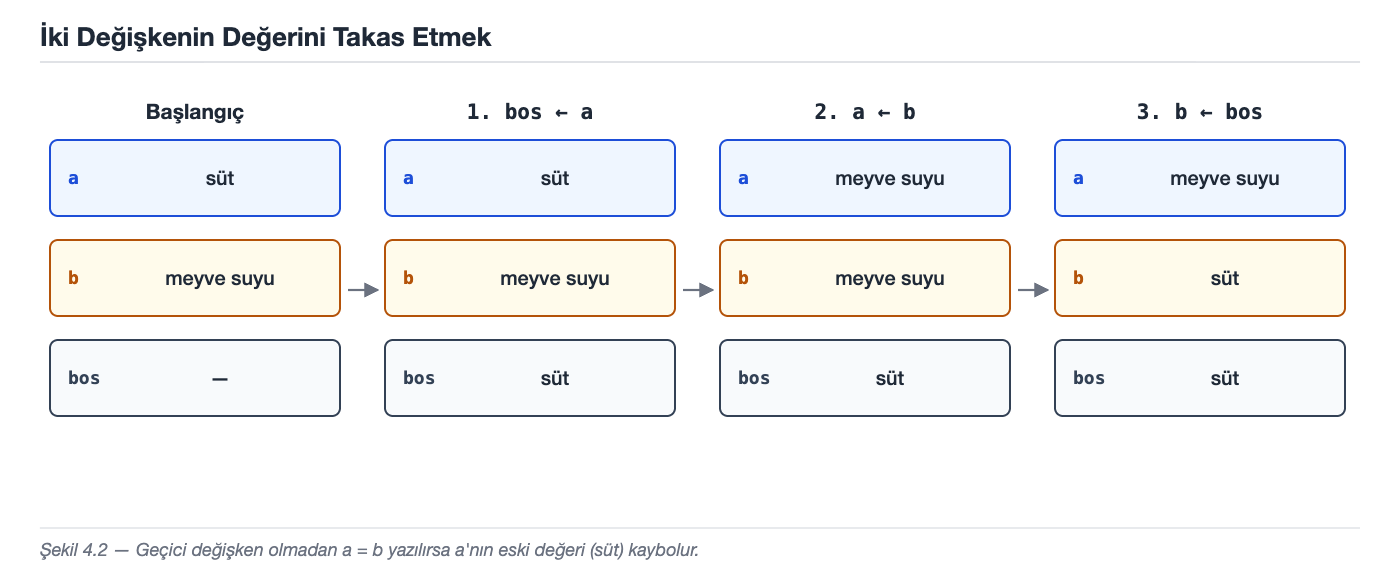 İki Değişkenin Değerini Takas Etmek
Başlangıç
a süt
b meyve suyu
bos —
1. bos ← a
a süt
b meyve suyu
bos süt
2. a ← b
a meyve suyu
b meyve suyu
bos süt
3. b ← bos
a meyve suyu
b süt
bos süt
Şekil 4.2 — Geçici değişken olmadan a = b yazılırsa a'nın eski değeri (süt) kaybolur.